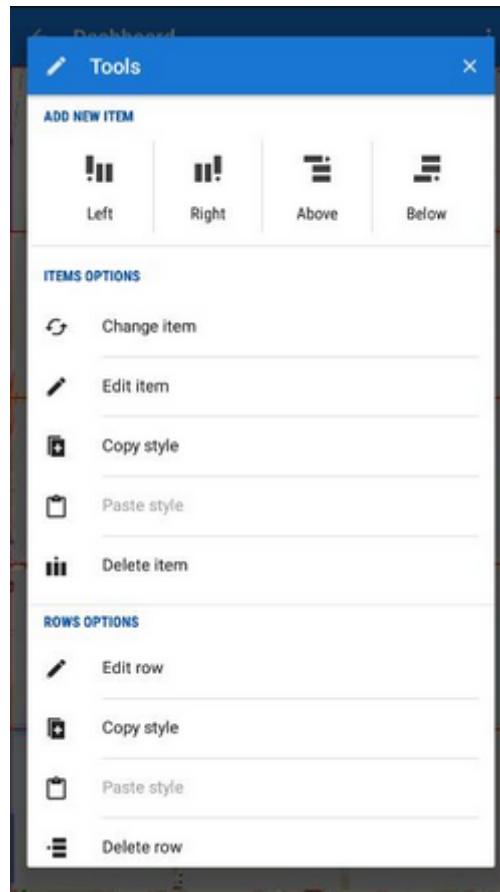 Dashboard
Tools
ADD NEW ITEM
Left Right Above Below
ITEMS OPTIONS
Change item
Edit item
Copy style
Paste style
Delete item
ROWS OPTIONS
Edit row
Copy style
Paste style
Delete row